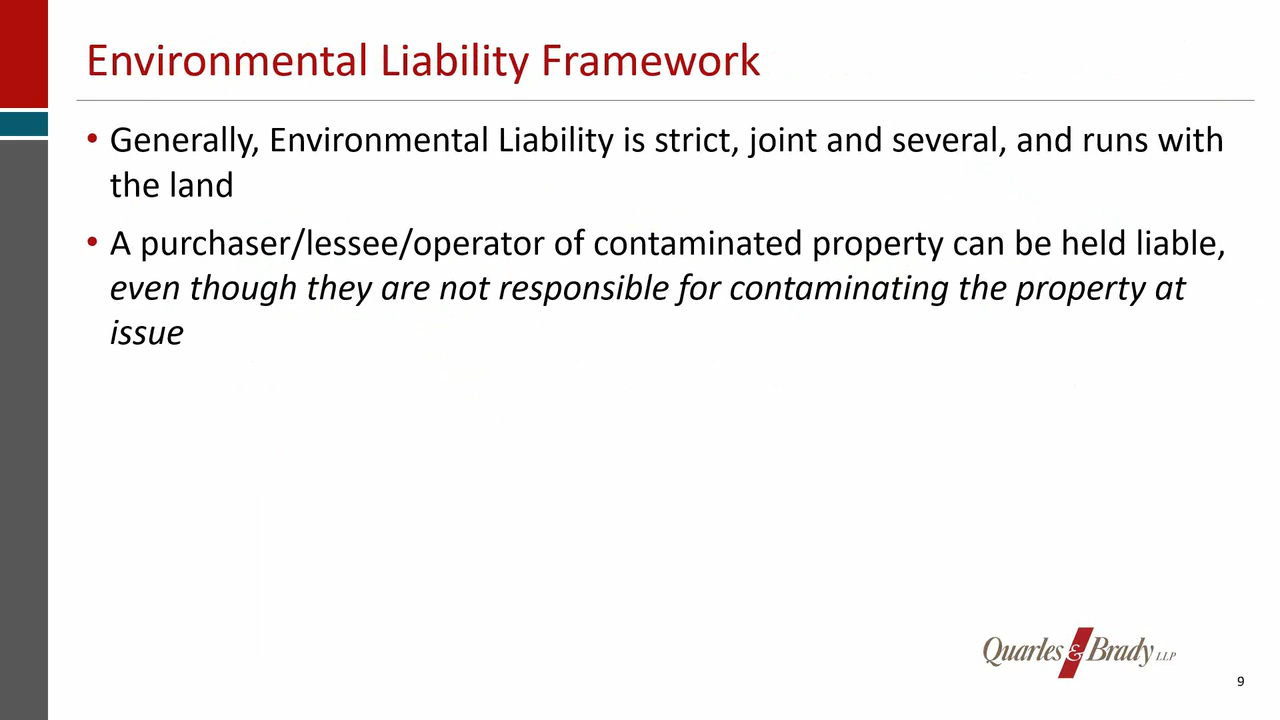 Environmental Liability Framework
• Generally, Environmental Liability is strict, joint and several, and runs with
the land
• A purchaser/lessee/operator of contaminated property can be held liable,
even though they are not responsible for contaminating the property at
issue
Quarles & Brady LLP
9